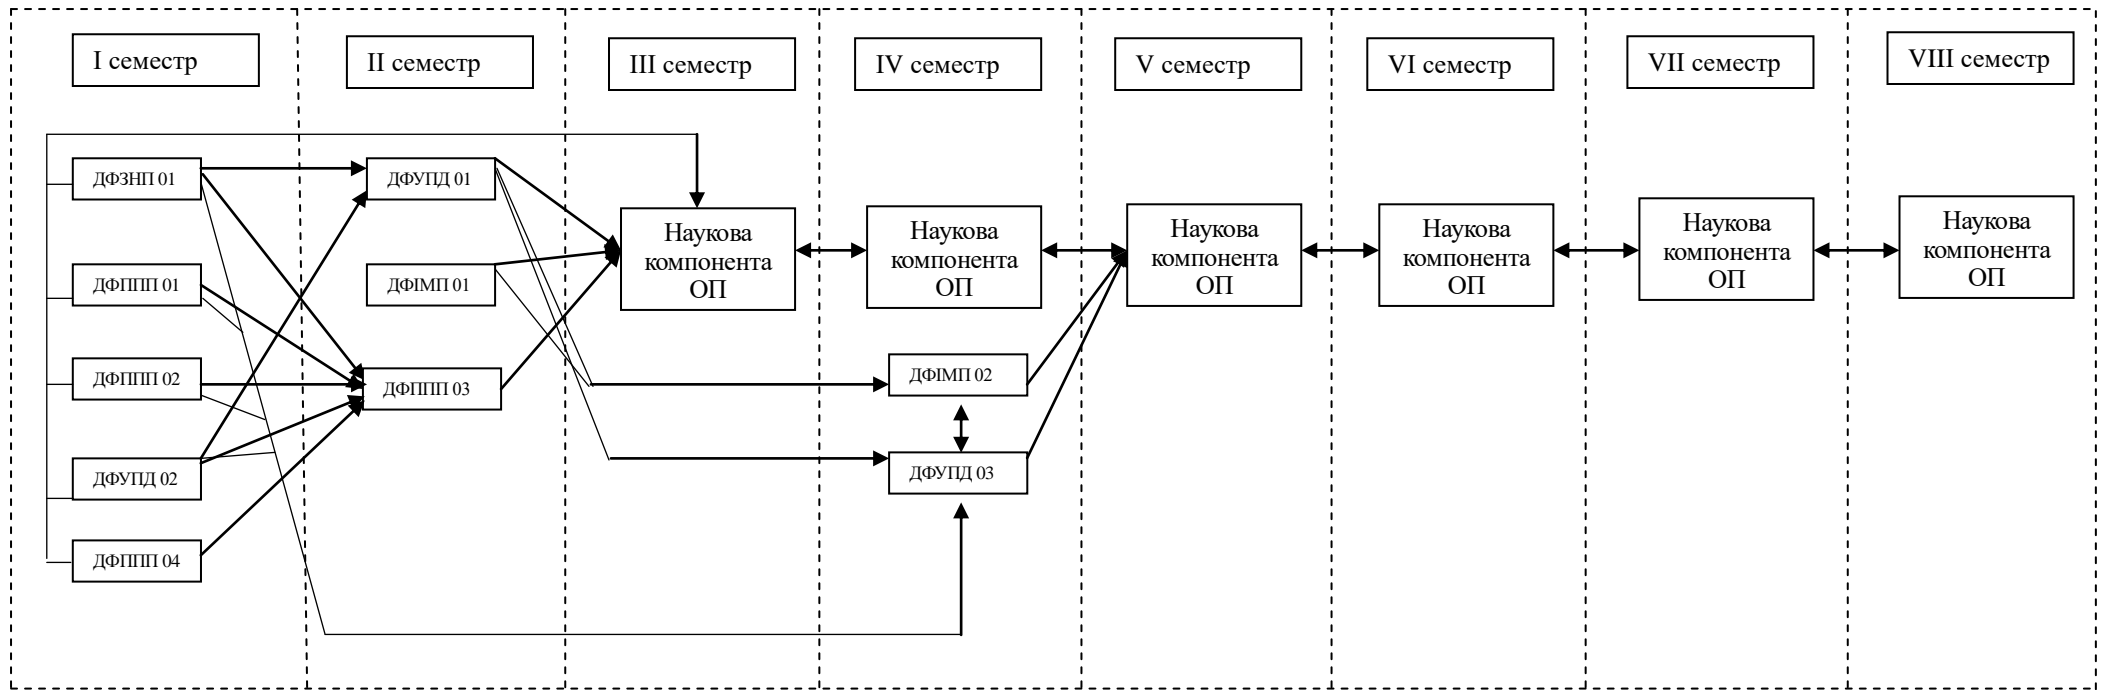 I семестр
II семестр
III семестр
IV семестр
V семестр
VI семестр
VII семестр
VIII семестр
ДФЗНП 01
ДФППП 01
ДФППП 02
ДФУПД 02
ДФППП 04
ДФУПД 01
ДФІМП 01
ДФППП 03
Наукова
компонента
ОП
Наукова
компонента
ОП
ДФІМП 02
ДФУПД 03
Наукова
компонента
ОП
Наукова
компонента
ОП
Наукова
компонента
ОП
Наукова
компонента
ОП